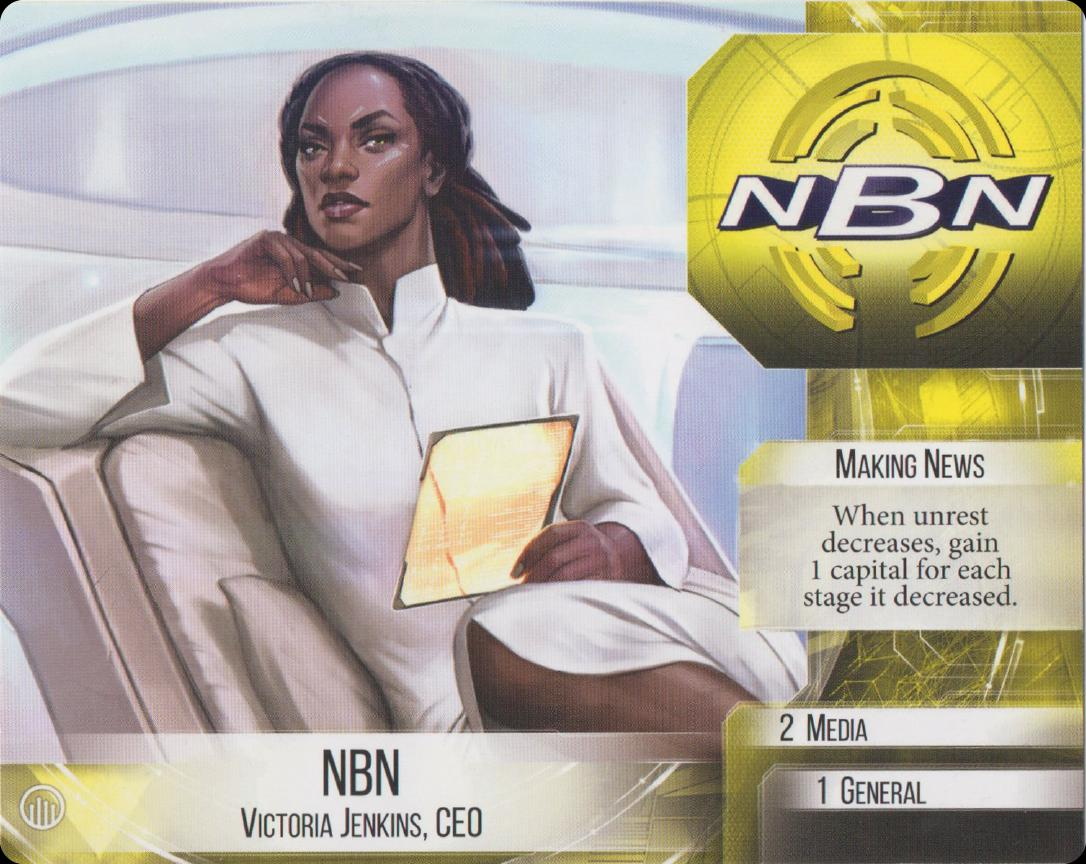 NBN
MAKING NEWS
When unrest
decreases, gain
1 capital for each
stage it decreased.
2 MEDIA
1 GENERAL
NBN
VICTORIA JENKINS, CEO